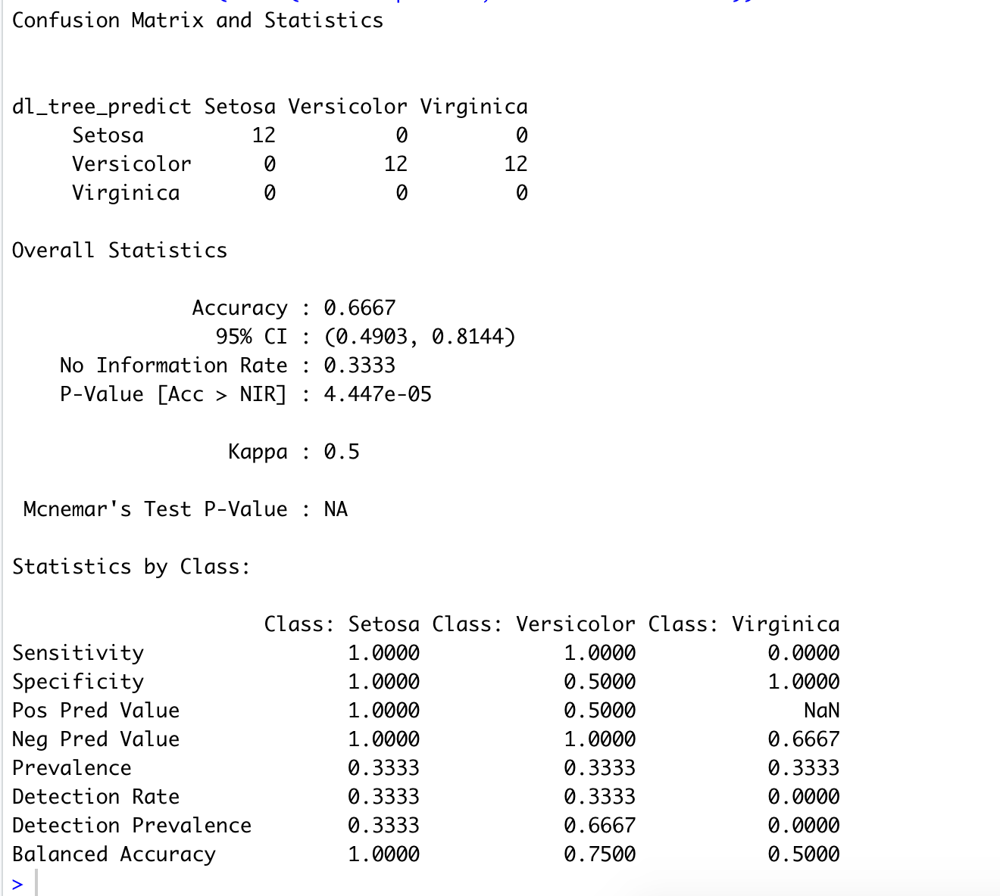 Confusion Matrix and Statistics
dl_tree_predict Setosa Versicolor Virginica
Setosa 12 0 0
Versicolor 0 12 12
Virginica 0 0 0
Overall Statistics
Accuracy : 0.6667
95% CI : (0.4903, 0.8144)
No Information Rate : 0.3333
P-Value [Acc > NIR] : 4.447e-05
Kappa : 0.5
Mcnemar's Test P-Value : NA
Statistics by Class:
Class: Setosa Class: Versicolor Class: Virginica
Sensitivity 1.0000 1.0000 0.0000
Specificity 1.0000 0.5000 1.0000
Pos Pred Value 1.0000 0.5000 NaN
Neg Pred Value 1.0000 1.0000 0.6667
Prevalence 0.3333 0.3333 0.3333
Detection Rate 0.3333 0.3333 0.0000
Detection Prevalence 0.3333 0.6667 0.0000
Balanced Accuracy 1.0000 0.7500 0.5000
>